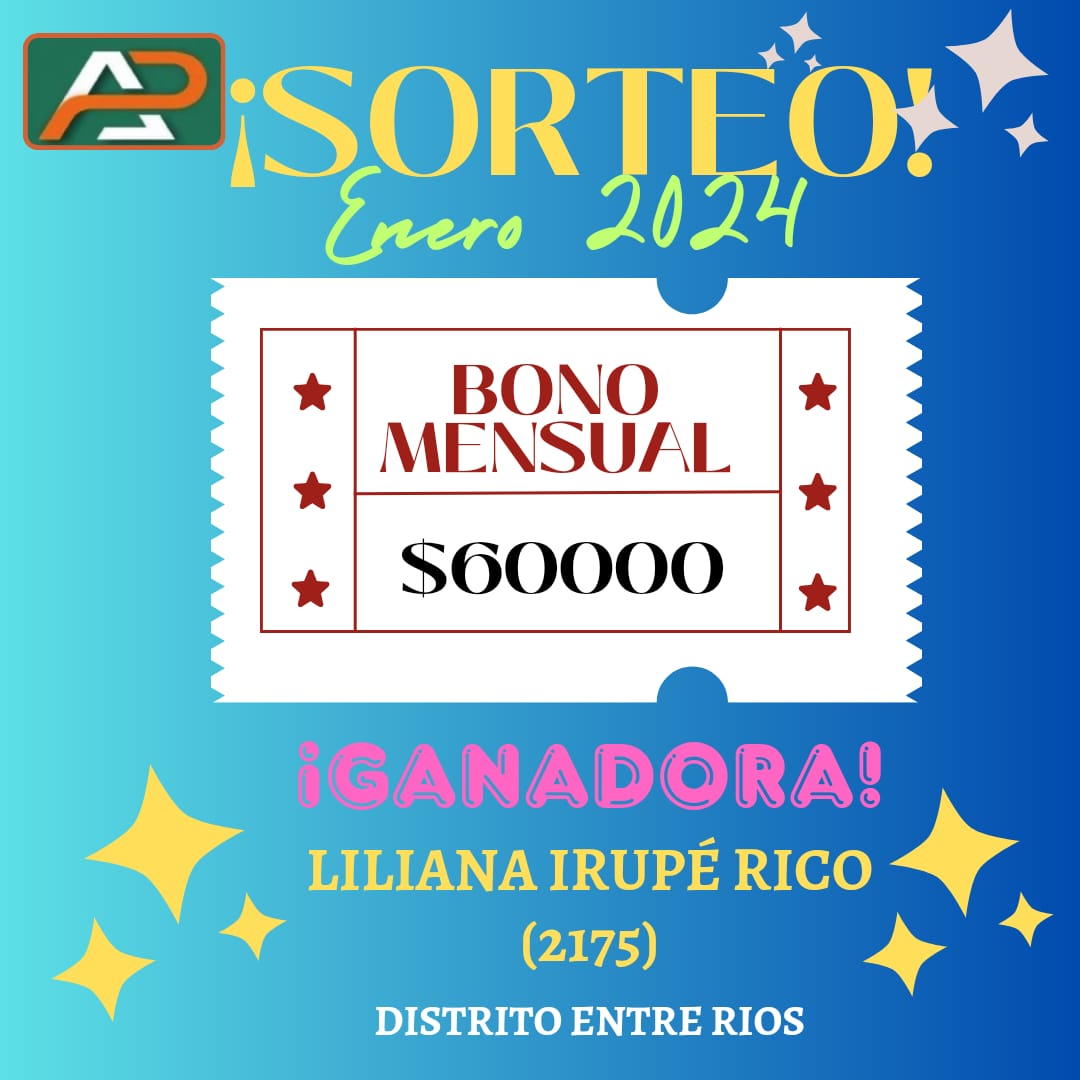 ¡SORTEO!
Enero 2024
BONO
MENSUAL
$60000
¡GANADORA!
LILIANA IRUPÉ RICO
(2175)
DISTRITO ENTRE RIOS